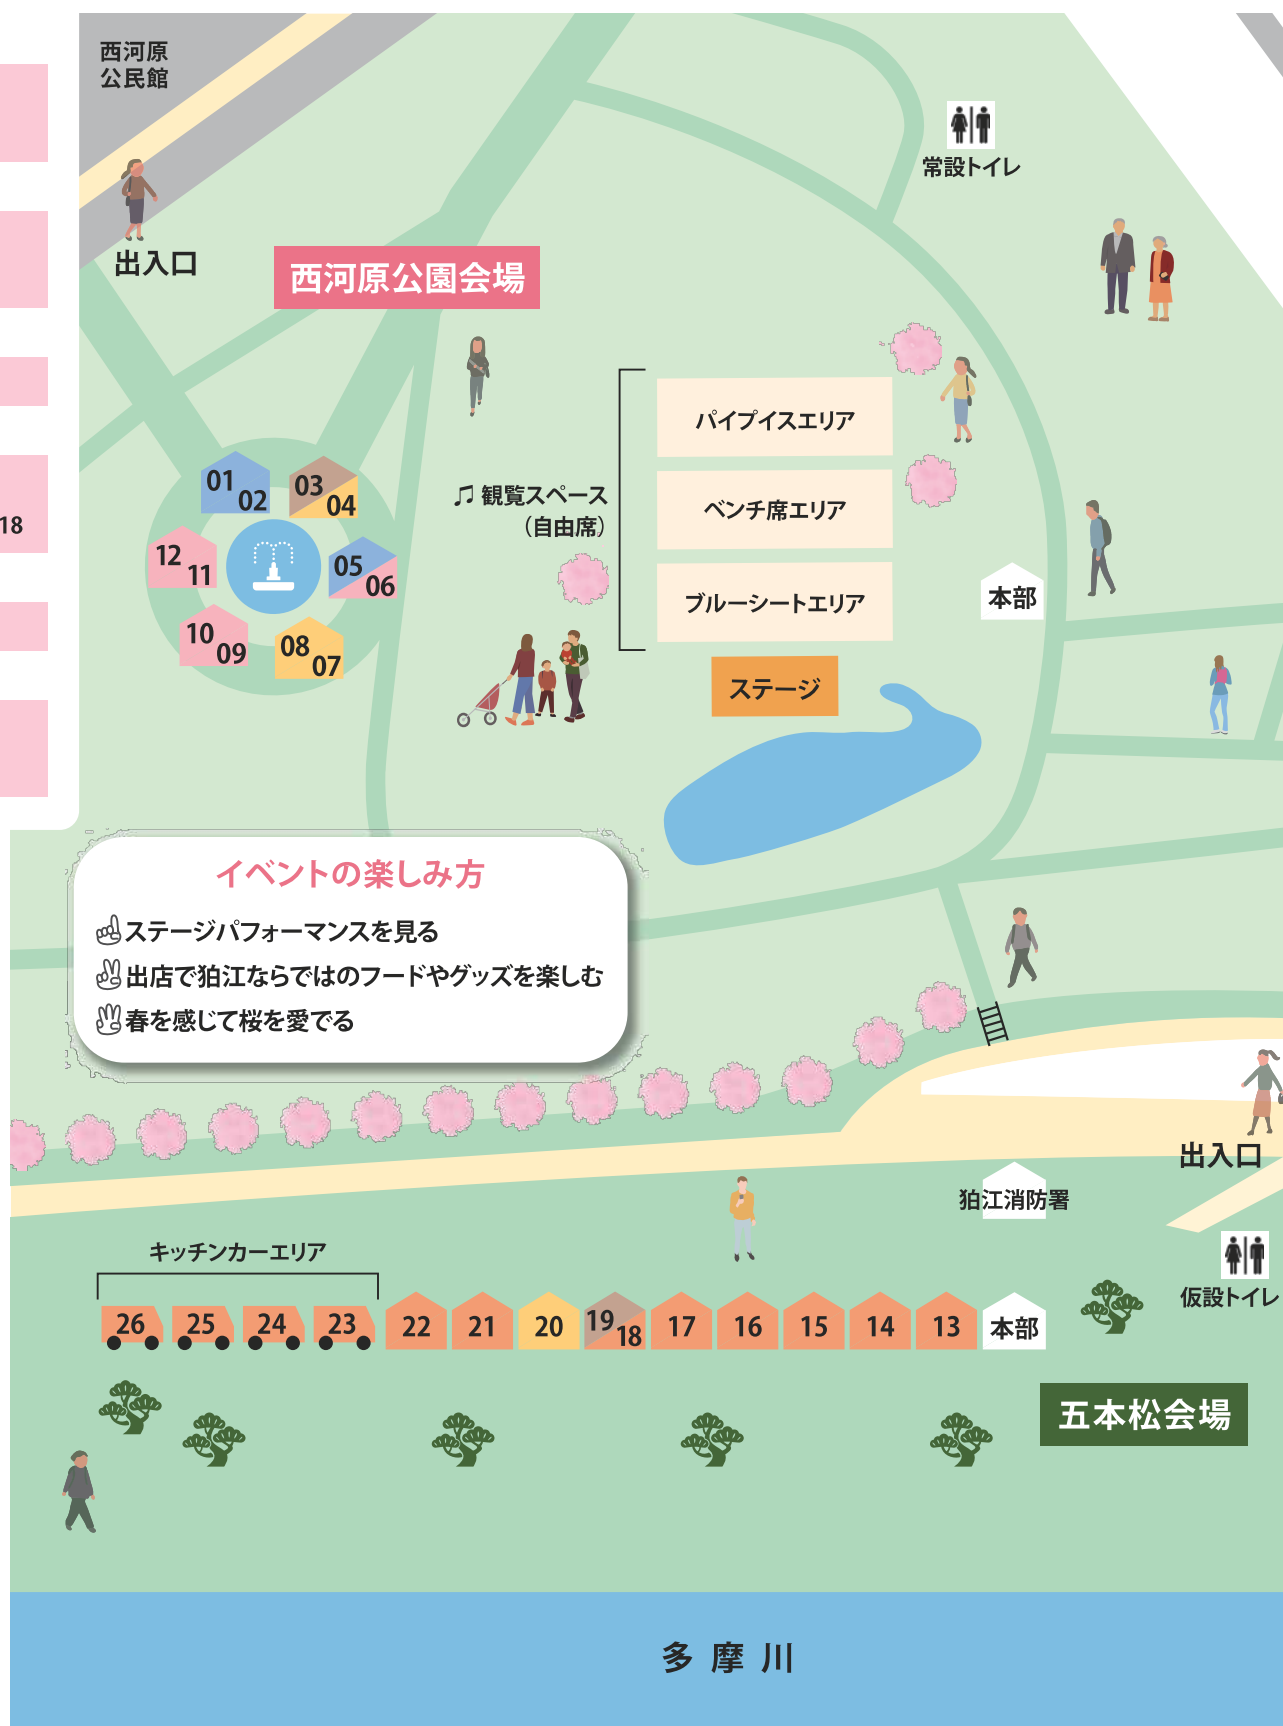 西河原
公民館
常設トイレ
出入口
西河原公園会場
パイプイスエリア
観覧スペース
（自由席）
ベンチ席エリア
ブルーシートエリア
ステージ
本部
01
02
03
04
05
06
08
07
10
09
12
11
18
イベントの楽しみ方
ステージパフォーマンスを見る
出店で狛江ならではのフードやグッズを楽しむ
春を感じて桜を愛でる
出入口
狛江消防署
仮設トイレ
キッチンカーエリア
26
25
24
23
22
21
20
19
18
17
16
15
14
13
本部
五本松会場
多摩川